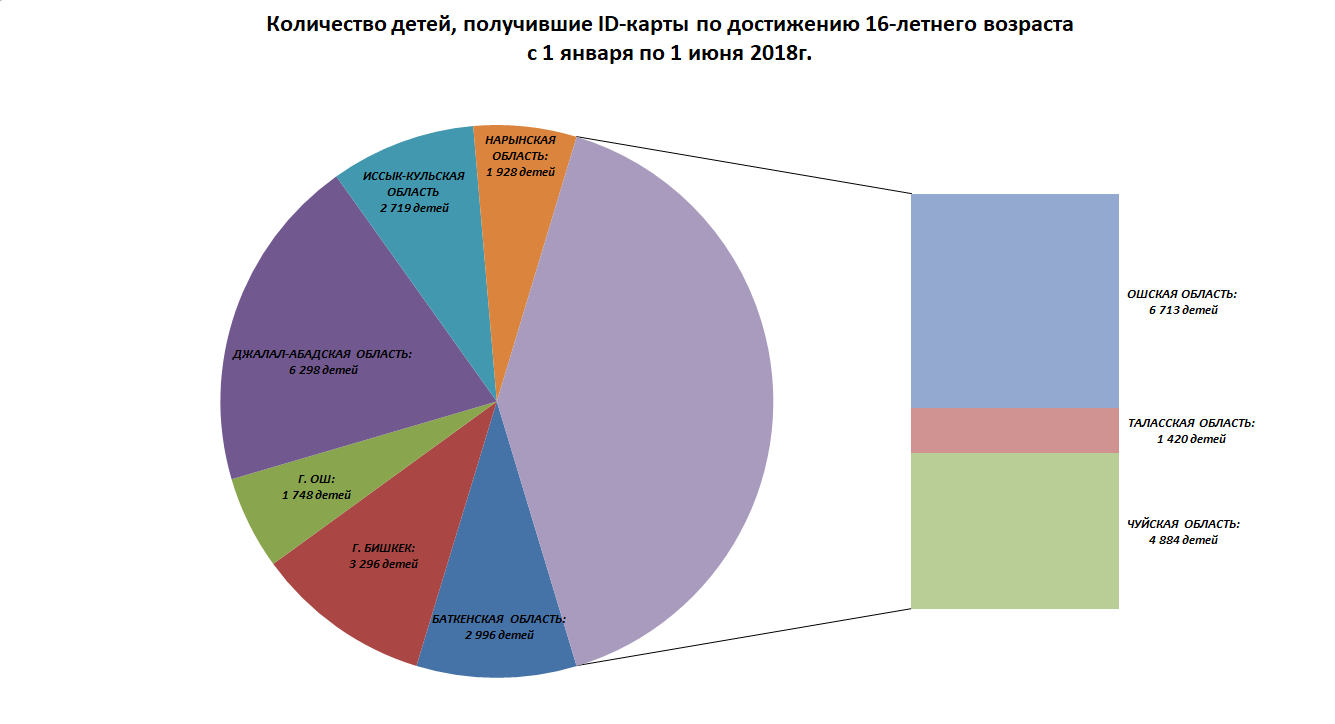 Количество детей, получившие ID-карты по достижению 16-летнего возраста
с 1 января по 1 июня 2018г.
НАРЫНСКАЯ
ОБЛАСТЬ:
1 928 детей
ИССЫК-КУЛЬСКАЯ
ОБЛАСТЬ
2 719 детей
ДЖАЛАЛ-АБАДСКАЯ ОБЛАСТЬ:
6 298 детей
Г. ОШ:
1 748 детей
Г. БИШКЕК:
3 296 детей
БАТКЕНСКАЯ ОБЛАСТЬ:
2 996 детей
ОШСКАЯ ОБЛАСТЬ:
6 713 детей
ТАЛАССКАЯ ОБЛАСТЬ:
1 420 детей
ЧУЙСКАЯ ОБЛАСТЬ:
4 884 детей